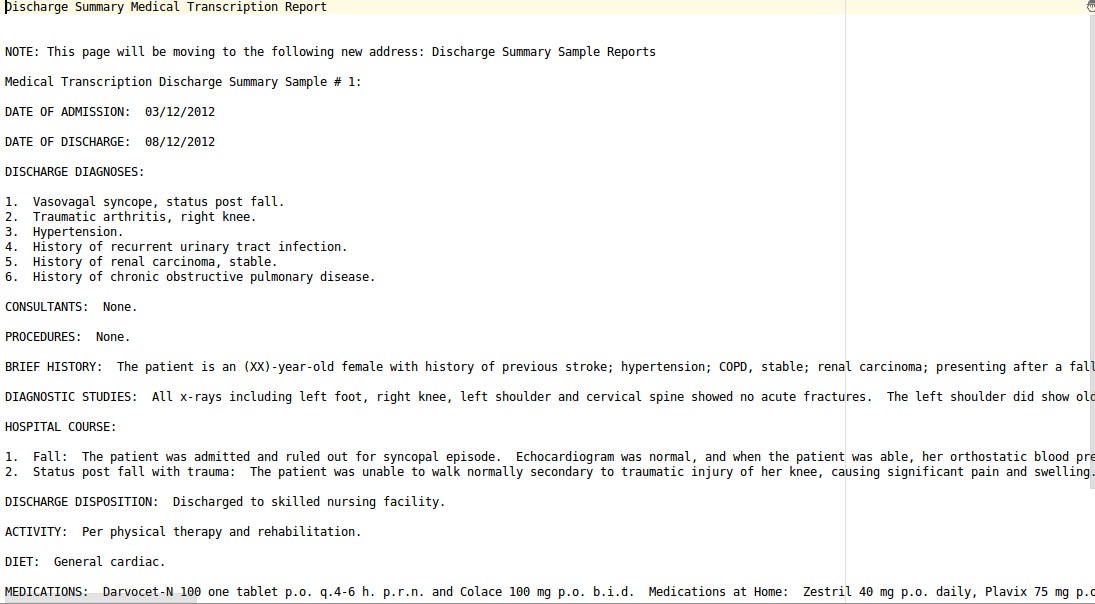 Discharge Summary Medical Transcription Report
NOTE: This page will be moving to the following new address: Discharge Summary Sample Reports
Medical Transcription Discharge Summary Sample # 1:
DATE OF ADMISSION:  03/12/2012
DATE OF DISCHARGE:  08/12/2012
DISCHARGE DIAGNOSES:
1.  Vasovagal syncope, status post fall.
2.  Traumatic arthritis, right knee.
3.  Hypertension.
4.  History of recurrent urinary tract infection.
5.  History of renal carcinoma, stable.
6.  History of chronic obstructive pulmonary disease.
CONSULTANTS:  None.
PROCEDURES:  None.
BRIEF HISTORY:  The patient is an (XX)-year-old female with history of previous stroke; hypertension; COPD, stable; renal carcinoma; presenting after a fall
DIAGNOSTIC STUDIES:  All x-rays including left foot, right knee, left shoulder and cervical spine showed no acute fractures.  The left shoulder did show old
HOSPITAL COURSE:
1.  Fall:  The patient was admitted and ruled out for syncopal episode.  Echocardiogram was normal, and when the patient was able, her orthostatic blood pre
2.  Status post fall with trauma:  The patient was unable to walk normally secondary to traumatic injury of her knee, causing significant pain and swelling.
DISCHARGE DISPOSITION:  Discharged to skilled nursing facility.
ACTIVITY:  Per physical therapy and rehabilitation.
DIET:  General cardiac.
MEDICATIONS:  Darvocet-N 100 one tablet p.o. q.4-6 h. p.r.n. and Colace 100 mg p.o. b.i.d.  Medications at Home:  Zestril 40 mg p.o. daily, Plavix 75 mg p.o